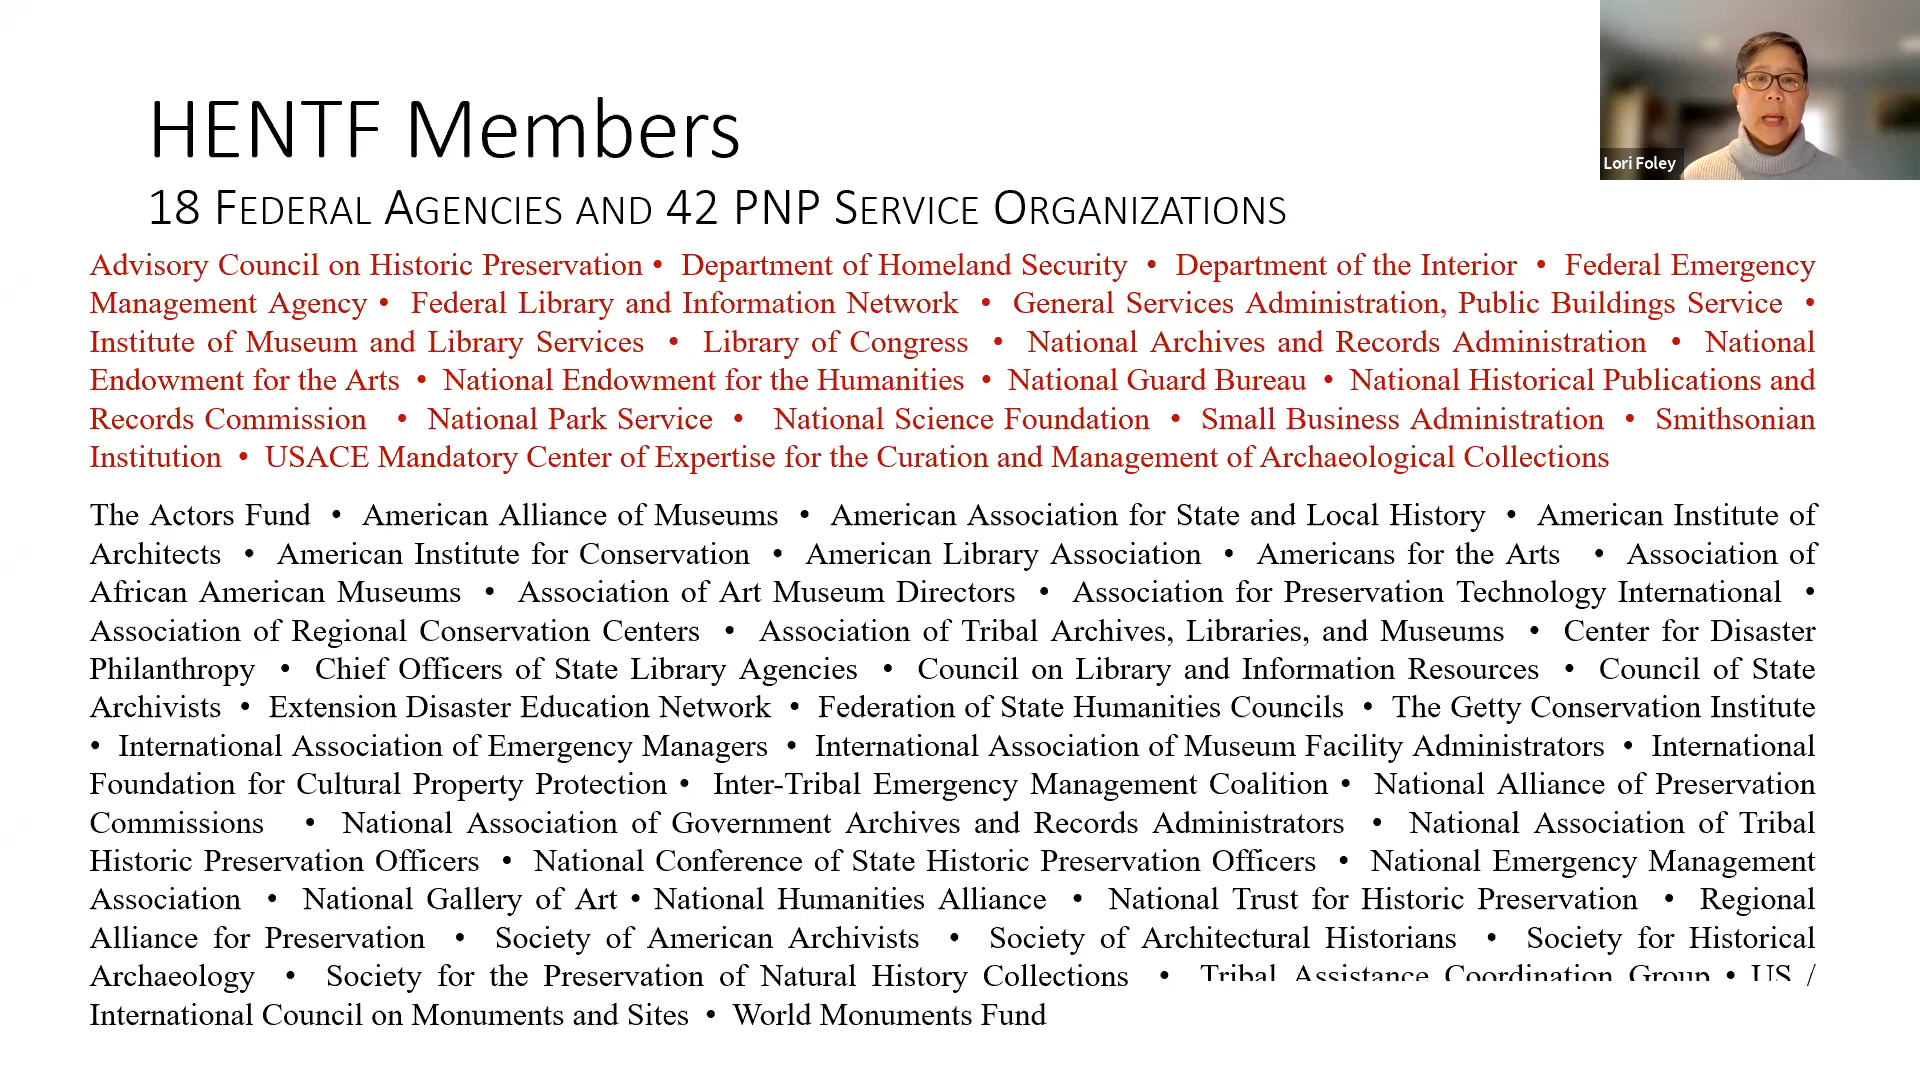 HENTF Members
18 FEDERAL AGENCIES AND 42 PNP SERVICE ORGANIZATIONS
Lori Foley
Advisory Council on Historic Preservation • Department of Homeland Security • Department of the Interior • Federal Emergency
Management Agency • Federal Library and Information Network • General Services Administration, Public Buildings Service •
Institute of Museum and Library Services • Library of Congress • National Archives and Records Administration • National
Endowment for the Arts • National Endowment for the Humanities • National Guard Bureau • National Historical Publications and
Records Commission • National Park Service • National Science Foundation • Small Business Administration • Smithsonian
Institution • USACE Mandatory Center of Expertise for the Curation and Management of Archaeological Collections
The Actors Fund • American Alliance of Museums • American Association for State and Local History • American Institute of
Architects • American Institute for Conservation • American Library Association • Americans for the Arts • Association of
African American Museums • Association of Art Museum Directors • Association for Preservation Technology International •
Association of Regional Conservation Centers • Association of Tribal Archives, Libraries, and Museums • Center for Disaster
Philanthropy • Chief Officers of State Library Agencies • Council on Library and Information Resources • Council of State
Archivists • Extension Disaster Education Network • Federation of State Humanities Councils • The Getty Conservation Institute
• International Association of Emergency Managers • International Association of Museum Facility Administrators • International
Foundation for Cultural Property Protection • Inter-Tribal Emergency Management Coalition • National Alliance of Preservation
Commissions • National Association of Government Archives and Records Administrators • National Association of Tribal
Historic Preservation Officers • National Conference of State Historic Preservation Officers • National Emergency Management
Association • National Gallery of Art • National Humanities Alliance • National Trust for Historic Preservation • Regional
Alliance for Preservation • Society of American Archivists • Society of Architectural Historians • Society for Historical
Archaeology • Society for the Preservation of Natural History Collections • Tribal Assistance Coordination Group • US /
International Council on Monuments and Sites • World Monuments Fund